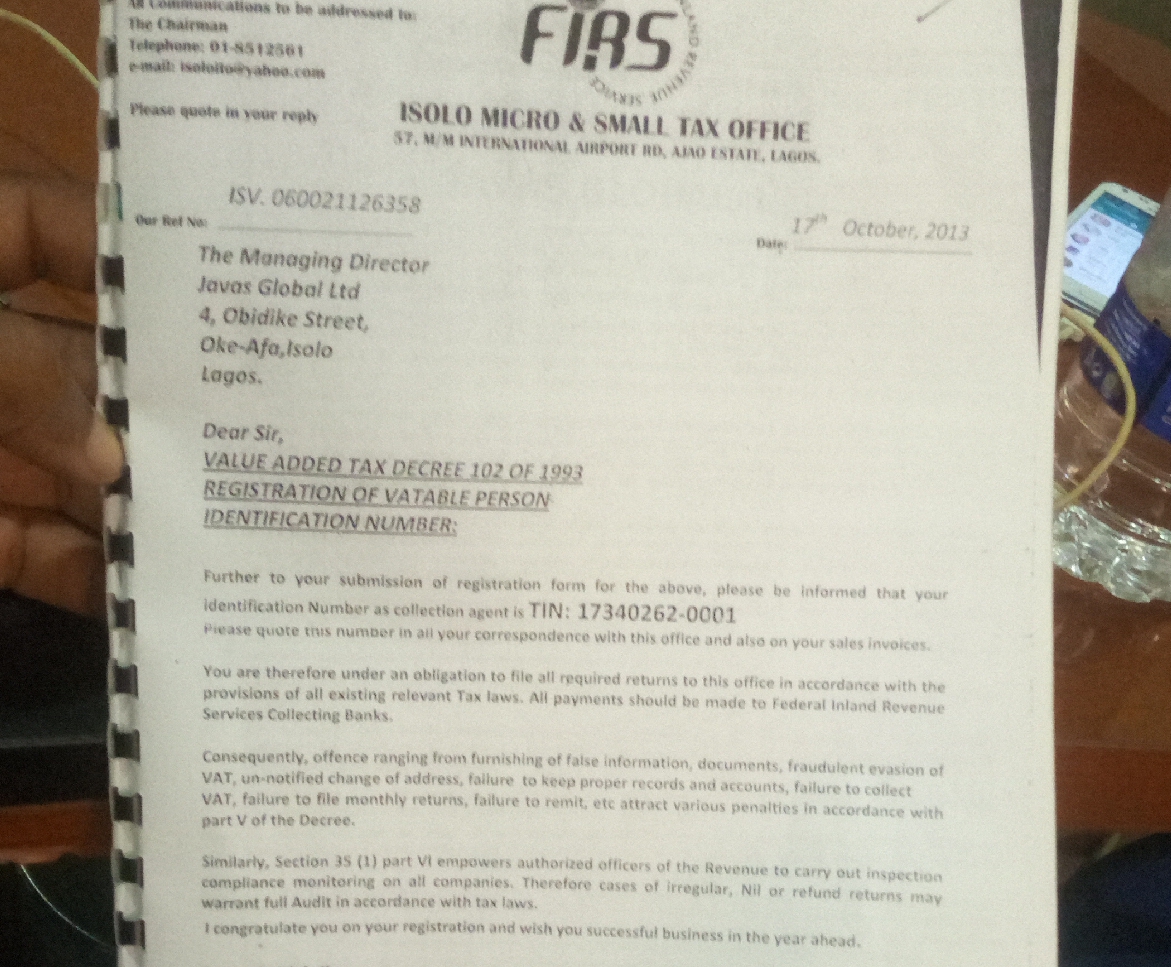 All Communications to be addressed to:
The Chairman
Telephone: 01-8512561
e-mail: isoloito@yahoo.com
Please quote in your reply
FIRS
INLAND REVENUE SERVICE
ISOLO MICRO & SMALL TAX OFFICE
57, M/M INTERNATIONAL AIRPORT RD, AJAO ESTATE, LAGOS.
Our Ref No: ISV. 060021126358
Date: 17th October, 2013
The Managing Director
Javas Global Ltd
4, Obidike Street,
Oke-Afa,Isolo
Lagos.
Dear Sir,
VALUE ADDED TAX DECREE 102 OF 1993
REGISTRATION OF VATABLE PERSON
IDENTIFICATION NUMBER:
Further to your submission of registration form for the above, please be informed that your
identification Number as collection agent is TIN: 17340262-0001
Please quote this number in all your correspondence with this office and also on your sales invoices.
You are therefore under an obligation to file all required returns to this office in accordance with the
provisions of all existing relevant Tax laws. All payments should be made to Federal Inland Revenue
Services Collecting Banks.
Consequently, offence ranging from furnishing of false information, documents, fraudulent evasion of
VAT, un-notified change of address, failure to keep proper records and accounts, failure to collect
VAT, failure to file monthly returns, failure to remit, etc attract various penalties in accordance with
part V of the Decree.
Similarly, Section 35 (1) part VI empowers authorized officers of the Revenue to carry out inspection
compliance monitoring on all companies. Therefore cases of irregular, Nil or refund returns may
warrant full Audit in accordance with tax laws.
I congratulate you on your registration and wish you successful business in the year ahead.